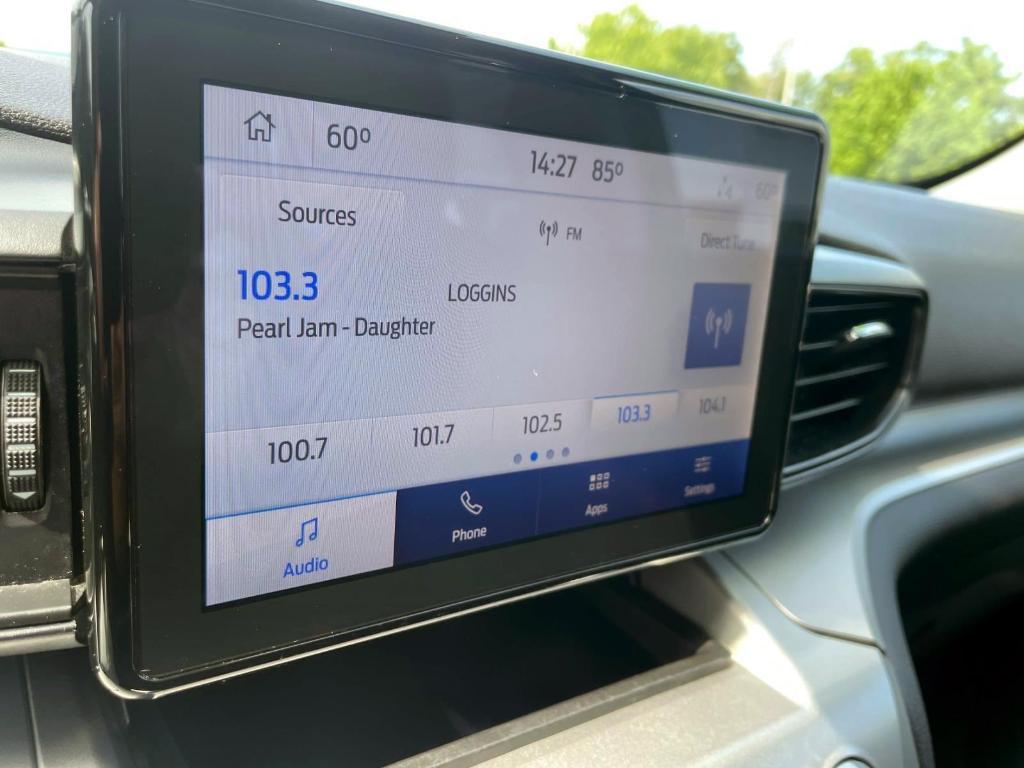 60° 14:27 85° 60°
Sources FM Direct Tune
103.3 LOGGINS
Pearl Jam - Daughter
100.7 101.7 102.5 103.3 104.1
Audio Phone Apps Settings